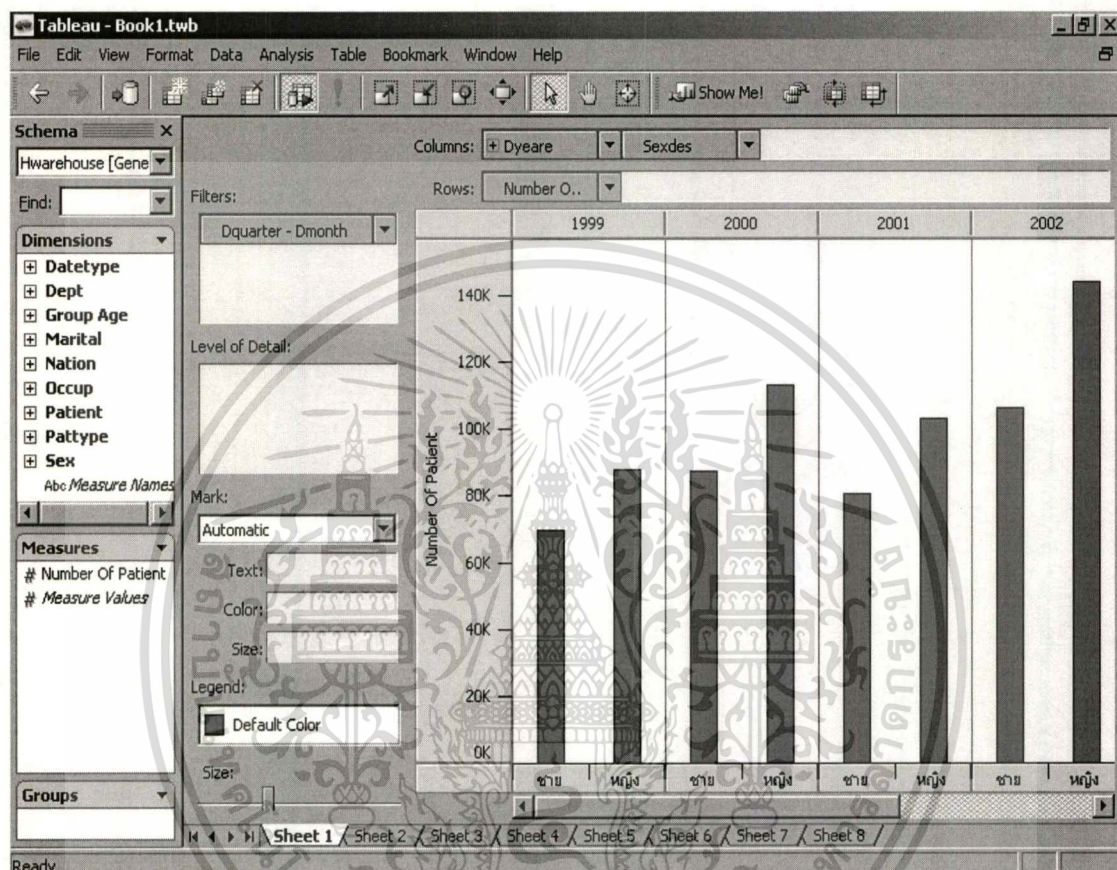 Tableau - Book1.twb
File Edit View Format Data Analysis Table Bookmark Window Help
Show Me!
Schema
Hwarehouse [Gene
Find:
Dimensions
Datetype
Dept
Group Age
Marital
Nation
Occup
Patient
Pattype
Sex
Abc Measure Names
Measures
# Number Of Patient
# Measure Values
Groups
Filters:
Dquarter - Dmonth
Level of Detail:
Mark:
Automatic
Text:
Color:
Size:
Legend:
Default Color
Size:
Columns: Dyeare Sexdes
Rows: Number O..
1999 2000 2001 2002
Number Of Patient
140K
120K
100K
80K
60K
40K
20K
0K
ชาย หญิง ชาย หญิง ชาย หญิง ชาย หญิง
Sheet 1 Sheet 2 Sheet 3 Sheet 4 Sheet 5 Sheet 6 Sheet 7 Sheet 8
Ready